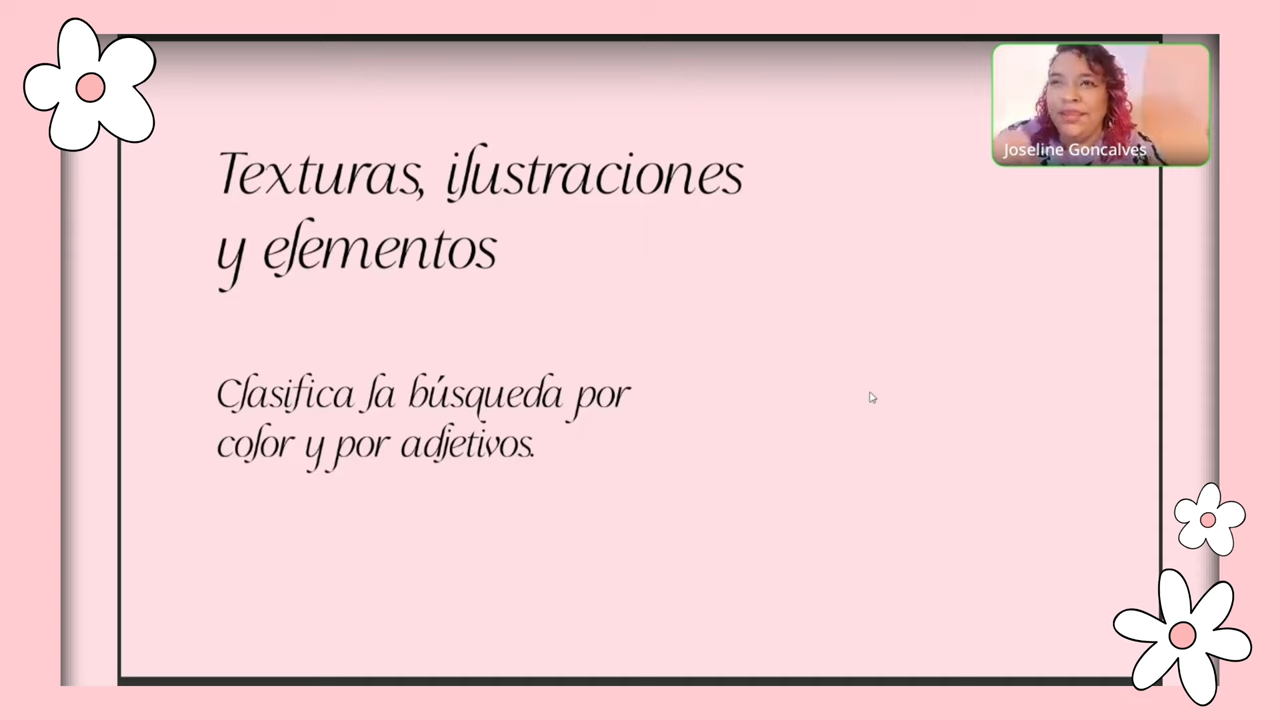 Texturas, ilustraciones
y elementos
Clasifica la búsqueda por
color y por adjetivos.
Joseline Goncalves